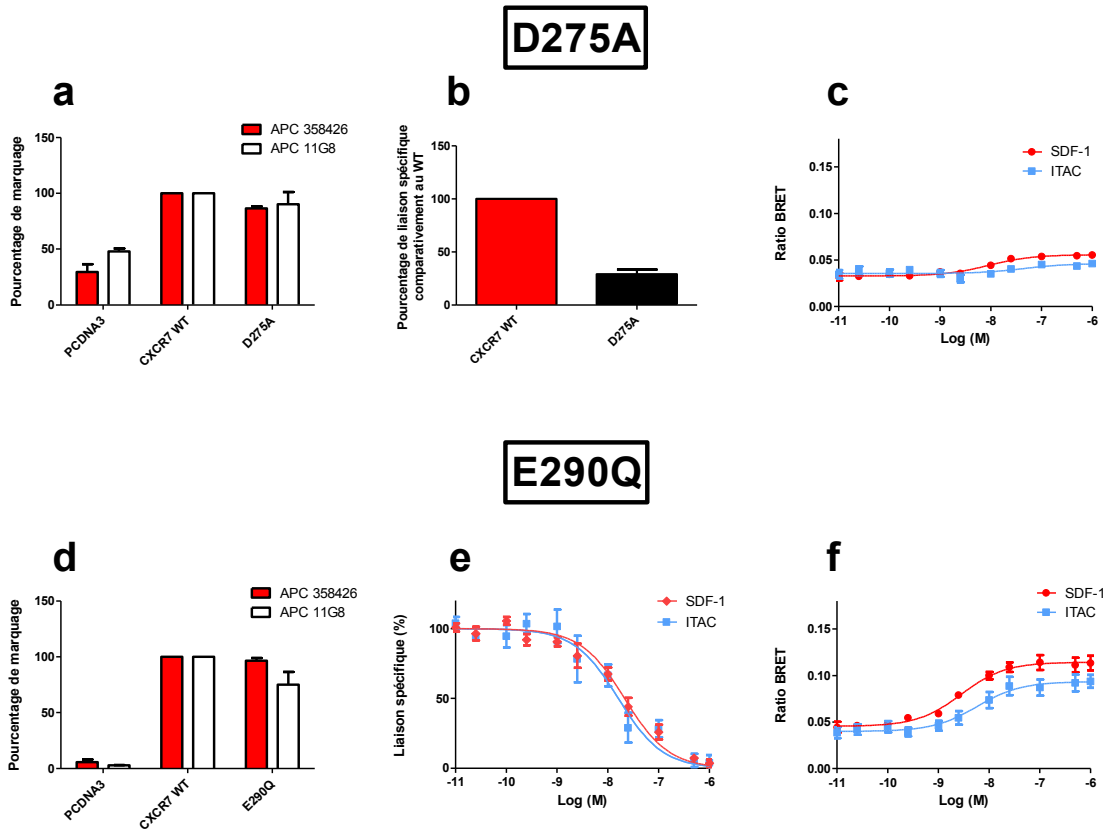 D275A
a
b
c
APC 358426
APC 11G8
Pourcentage de marquage
150
100
50
0
PCDNA3
CXCR7 WT
D275A
Pourcentage de liaison spécifique
comparativement au WT
150
100
50
0
CXCR7 WT
D275A
SDF-1
ITAC
Ratio BRET
0.15
0.10
0.05
0.00
-11 -10 -9 -8 -7 -6
Log (M)
E290Q
d
e
f
APC 358426
APC 11G8
Pourcentage de marquage
150
100
50
0
PCDNA3
CXCR7 WT
E290Q
SDF-1
ITAC
Liaison spécifique (%)
100
50
0
-11 -10 -9 -8 -7 -6
Log (M)
SDF-1
ITAC
Ratio BRET
0.15
0.10
0.05
0.00
-11 -10 -9 -8 -7 -6
Log (M)